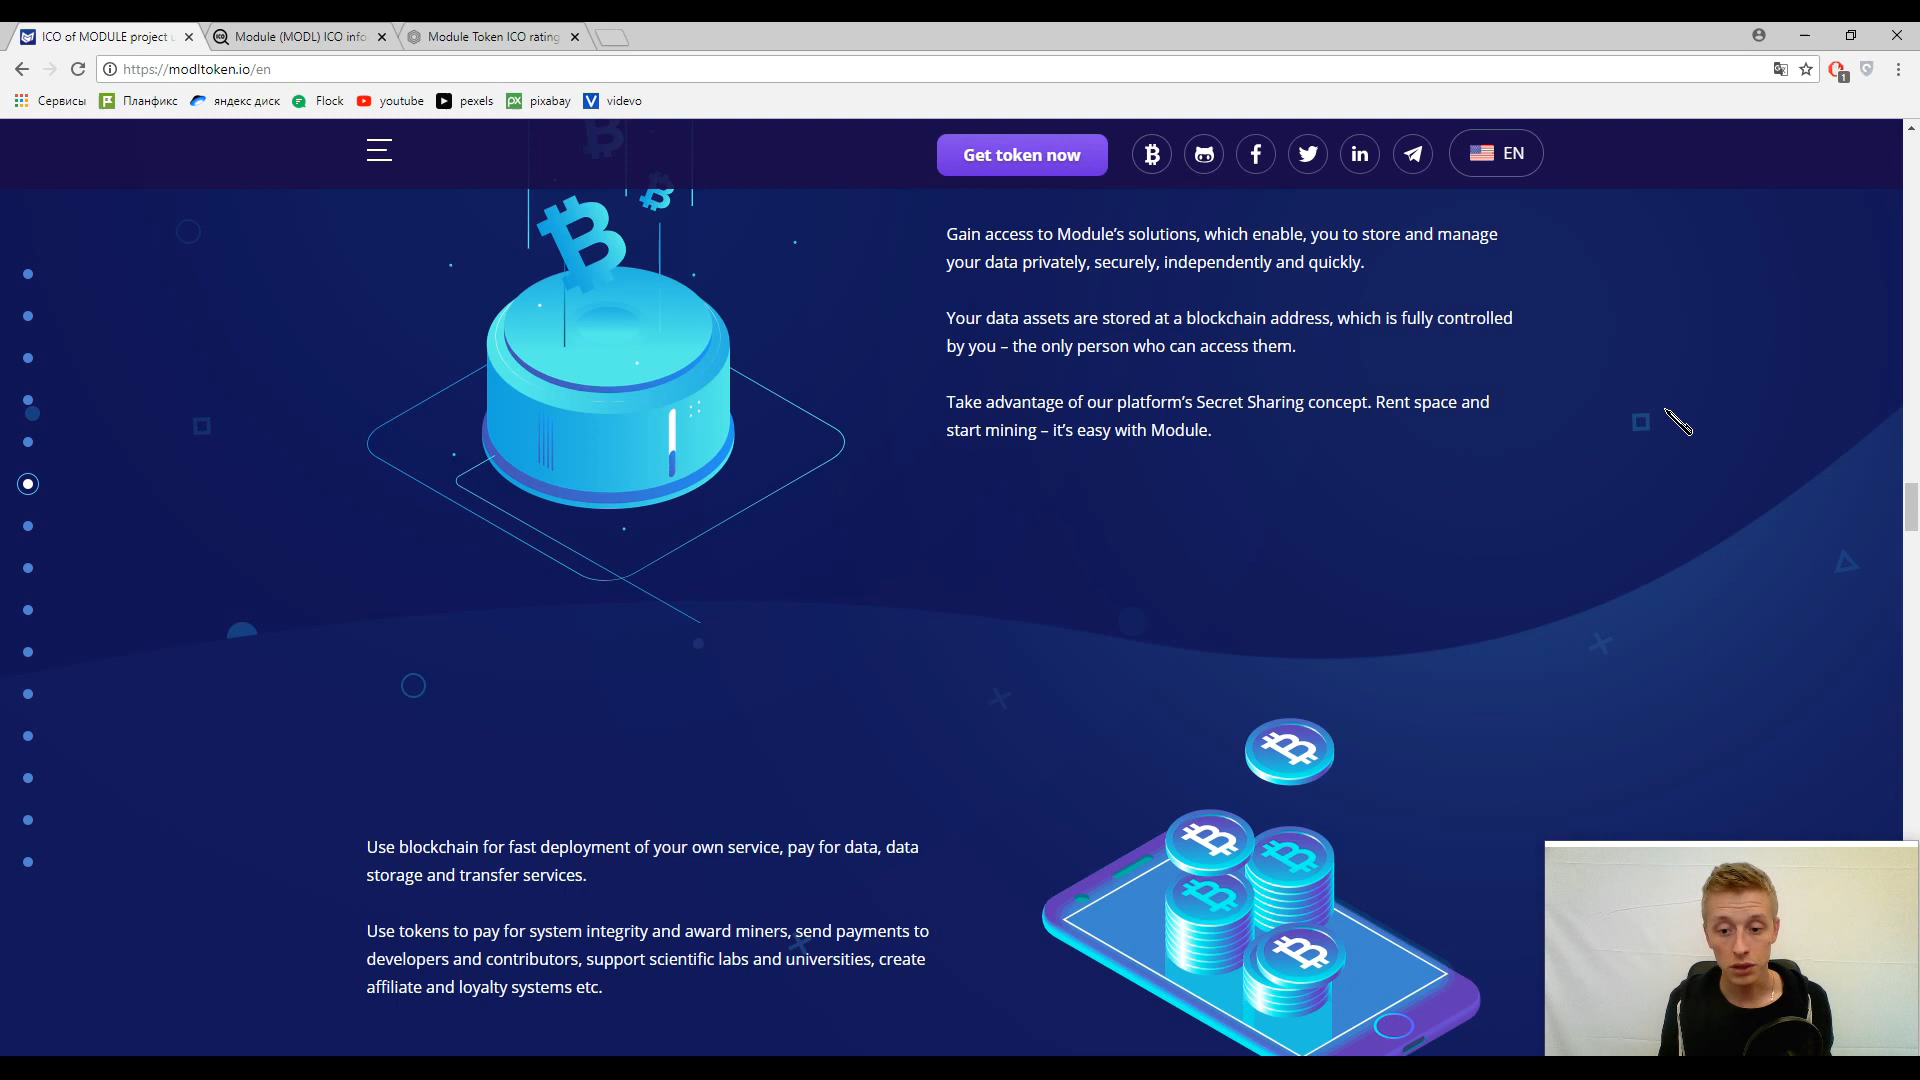 ICO of MODULE project
Module (MODL) ICO info
Module Token ICO rating
https://modltoken.io/en
Сервисы
Планфикс
яндекс диск
Flock
youtube
pexels
pixabay
videvo
Get token now
EN
Gain access to Module’s solutions, which enable, you to store and manage
your data privately, securely, independently and quickly.
Your data assets are stored at a blockchain address, which is fully controlled
by you – the only person who can access them.
Take advantage of our platform’s Secret Sharing concept. Rent space and
start mining – it’s easy with Module.
Use blockchain for fast deployment of your own service, pay for data, data
storage and transfer services.
Use tokens to pay for system integrity and award miners, send payments to
developers and contributors, support scientific labs and universities, create
affiliate and loyalty systems etc.